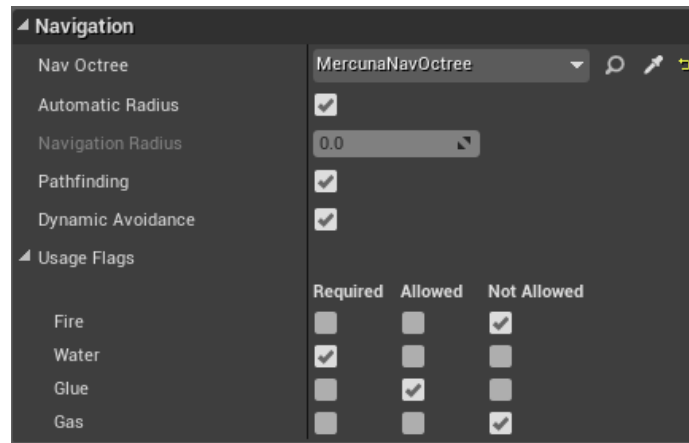 Navigation
Nav Octree MercunaNavOctree
Automatic Radius
Navigation Radius 0.0
Pathfinding
Dynamic Avoidance
Usage Flags
Required Allowed Not Allowed
Fire
Water
Glue
Gas